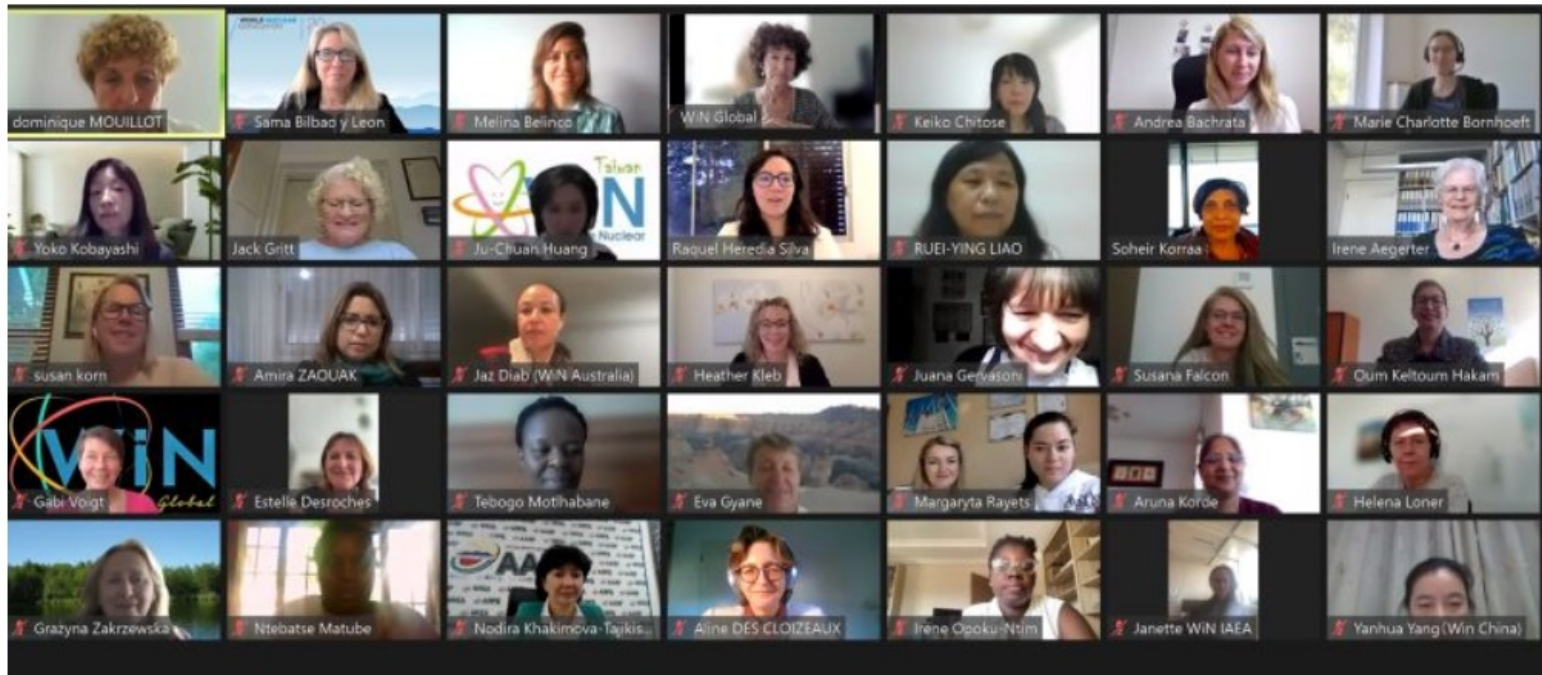 dominique MOUILLOT
WORLD NUCLEAR
Sama Bilbao y Leon
Melina Belinco
WiN Global
Keiko Chitose
Andrea Bachrata
Marie Charlotte Bornhoeft
Yoko Kobayashi
Jack Gritt
Taiwan
N
Nuclear
Ju-Chuan Huang
Raquel Heredia Silva
RUEI-YING LIAO
Soheir Korraa
Irene Aegerter
susan korn
Amira ZAOUAK
Jaz Diab (WiN Australia)
Heather Kleb
Juana Gervasoni
Susana Falcon
Oum Keltoum Hakam
WiN
Global
Gabi Voigt
Estelle Desroches
Tebogo Motlhabane
Eva Gyane
Margaryta Rayets
Aruna Korde
Helena Loner
Grażyna Zakrzewska
Ntebatse Matube
Nodira Khakimova-Tajikis...
Aline DES CLOIZEAUX
Irene Opoku-Ntim
Janette WiN IAEA
Yanhua Yang(Win China)